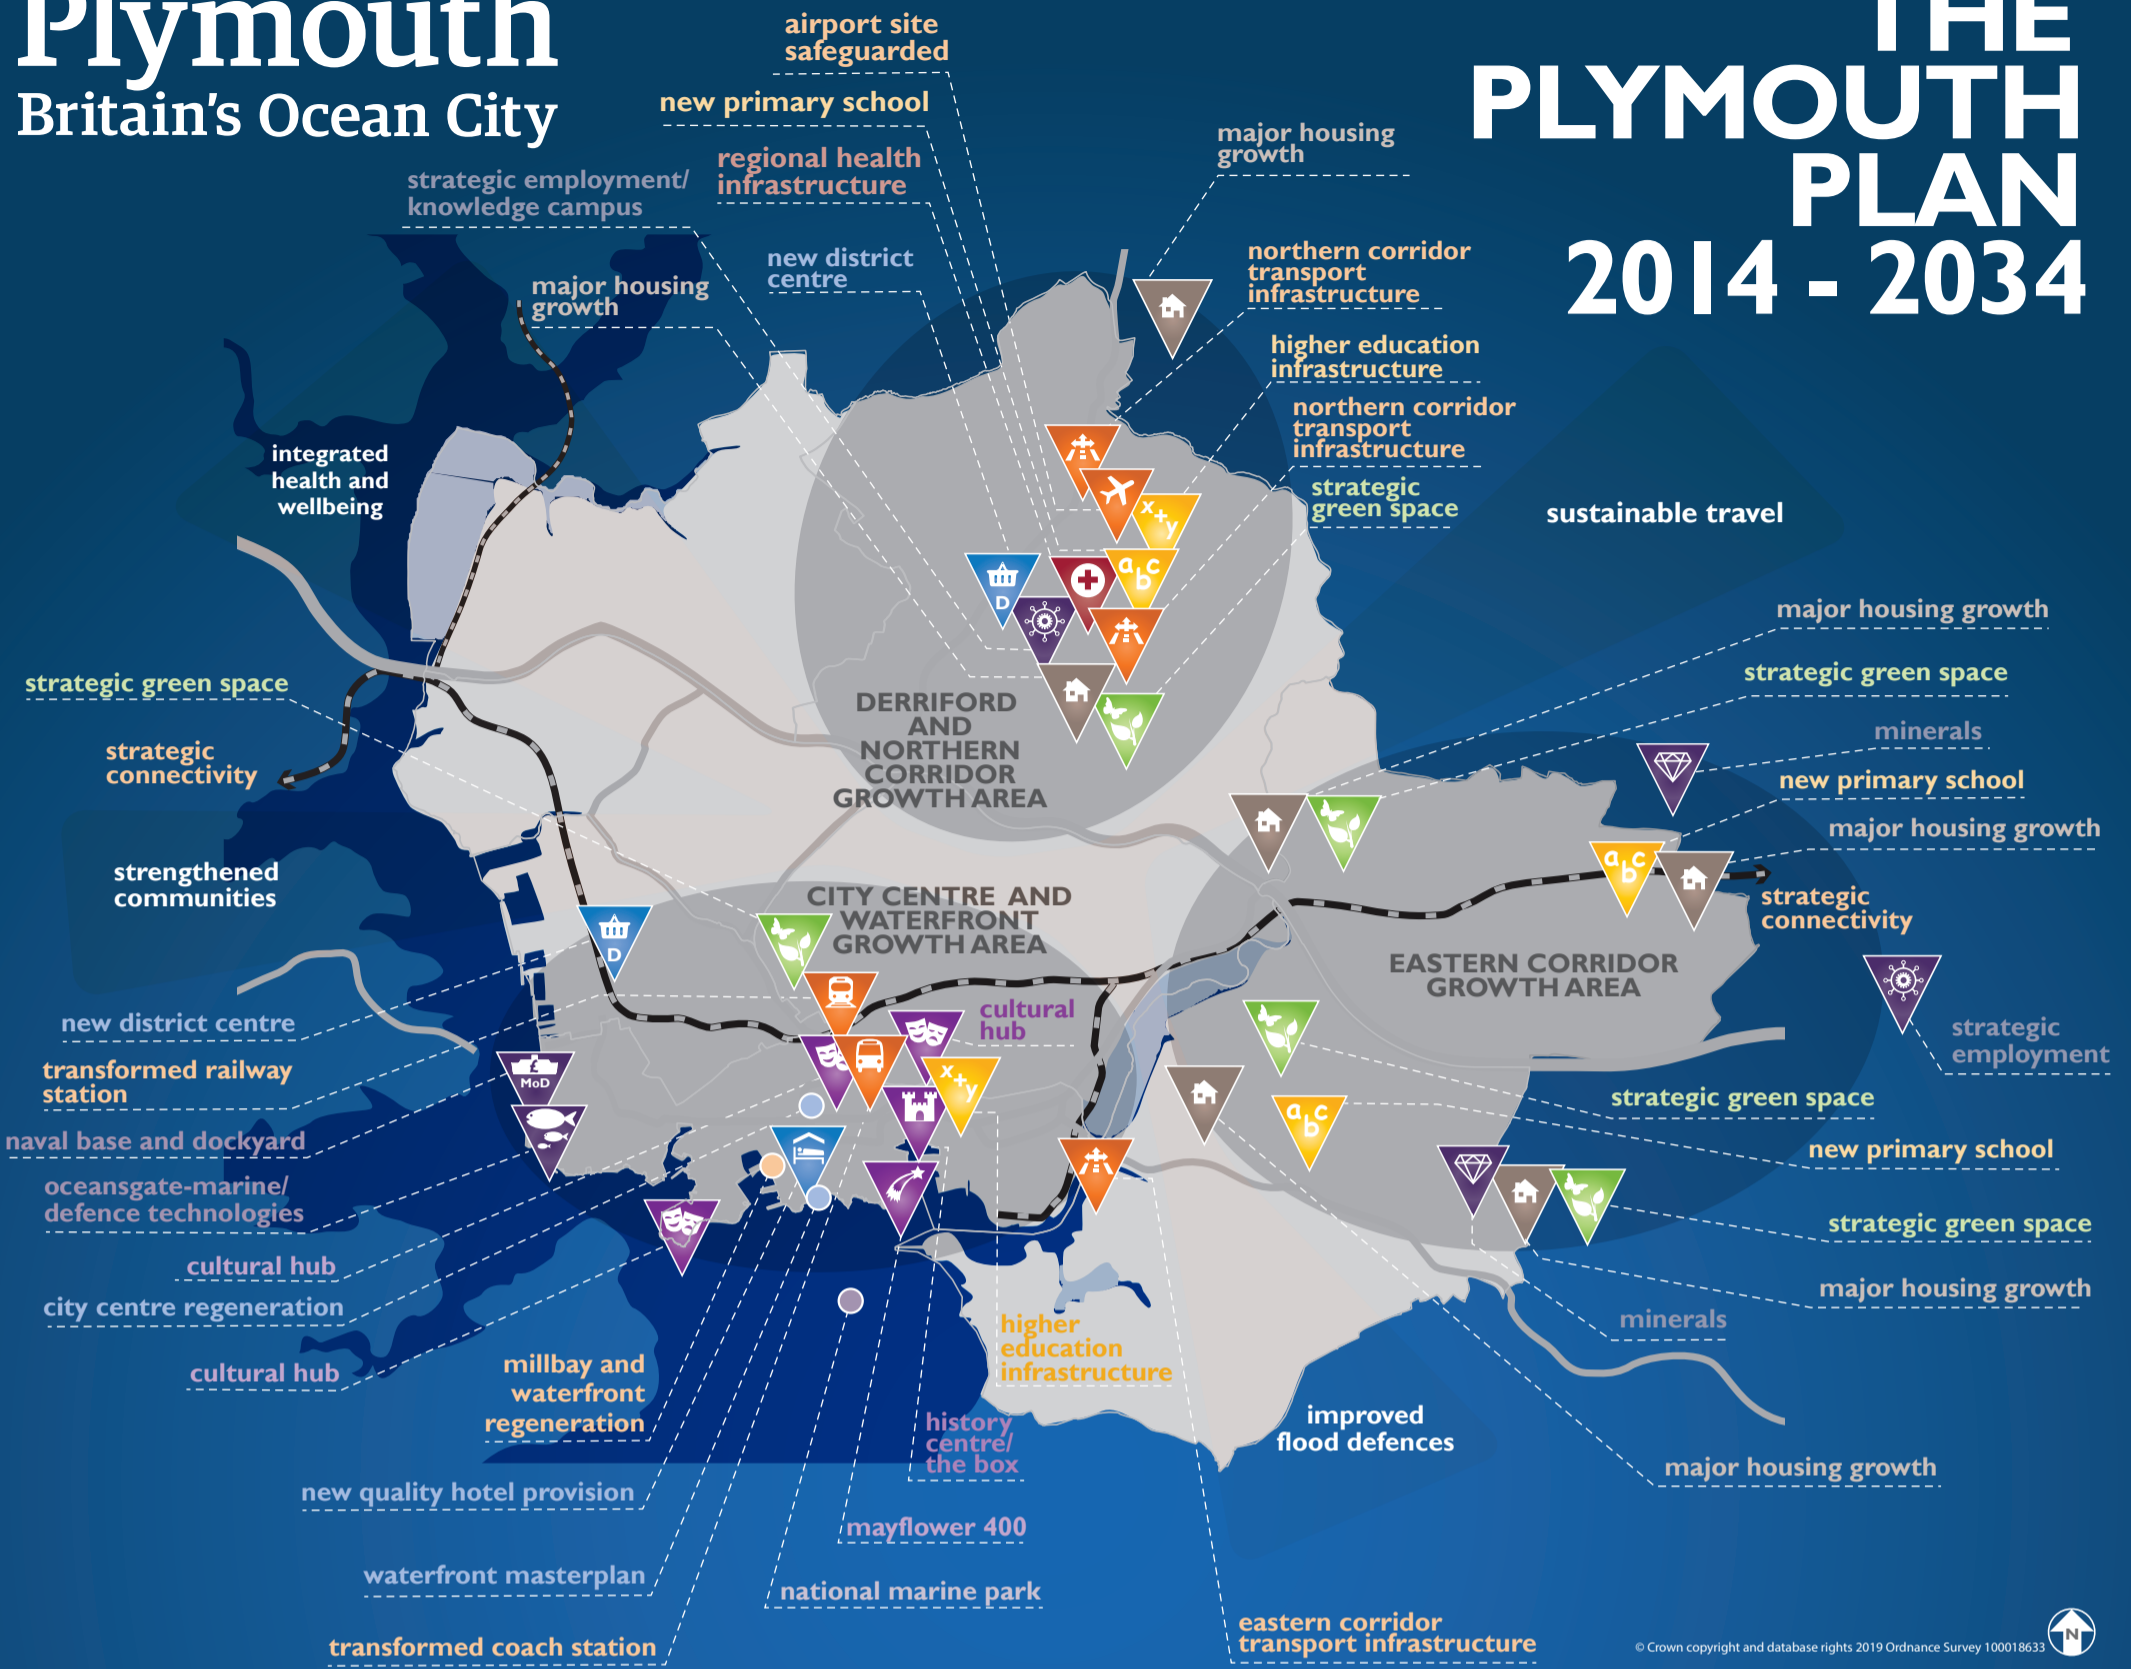 Plymouth
Britain's Ocean City
THE
PLYMOUTH
PLAN
2014 - 2034
airport site
safeguarded
new primary school
regional health
infrastructure
strategic employment/
knowledge campus
new district
centre
major housing
growth
major housing
growth
northern corridor
transport
infrastructure
higher education
infrastructure
northern corridor
transport
infrastructure
strategic
green space
integrated
health and
wellbeing
sustainable travel
x+y
abc
D
DERRIFORD
AND
NORTHERN
CORRIDOR
GROWTH AREA
major housing growth
strategic green space
minerals
new primary school
major housing growth
abc
strategic
connectivity
strategic green space
strategic
connectivity
strengthened
communities
CITY CENTRE AND
WATERFRONT
GROWTH AREA
D
EASTERN CORRIDOR
GROWTH AREA
cultural
hub
strategic
employment
new district centre
transformed railway
station
naval base and dockyard
oceansgate-marine/
defence technologies
cultural hub
city centre regeneration
cultural hub
£
MoD
x+y
abc
strategic green space
new primary school
strategic green space
major housing growth
minerals
major housing growth
millbay and
waterfront
regeneration
new quality hotel provision
waterfront masterplan
transformed coach station
higher
education
infrastructure
history
centre/
the box
mayflower 400
national marine park
improved
flood defences
eastern corridor
transport infrastructure
© Crown copyright and database rights 2019 Ordnance Survey 100018633
N